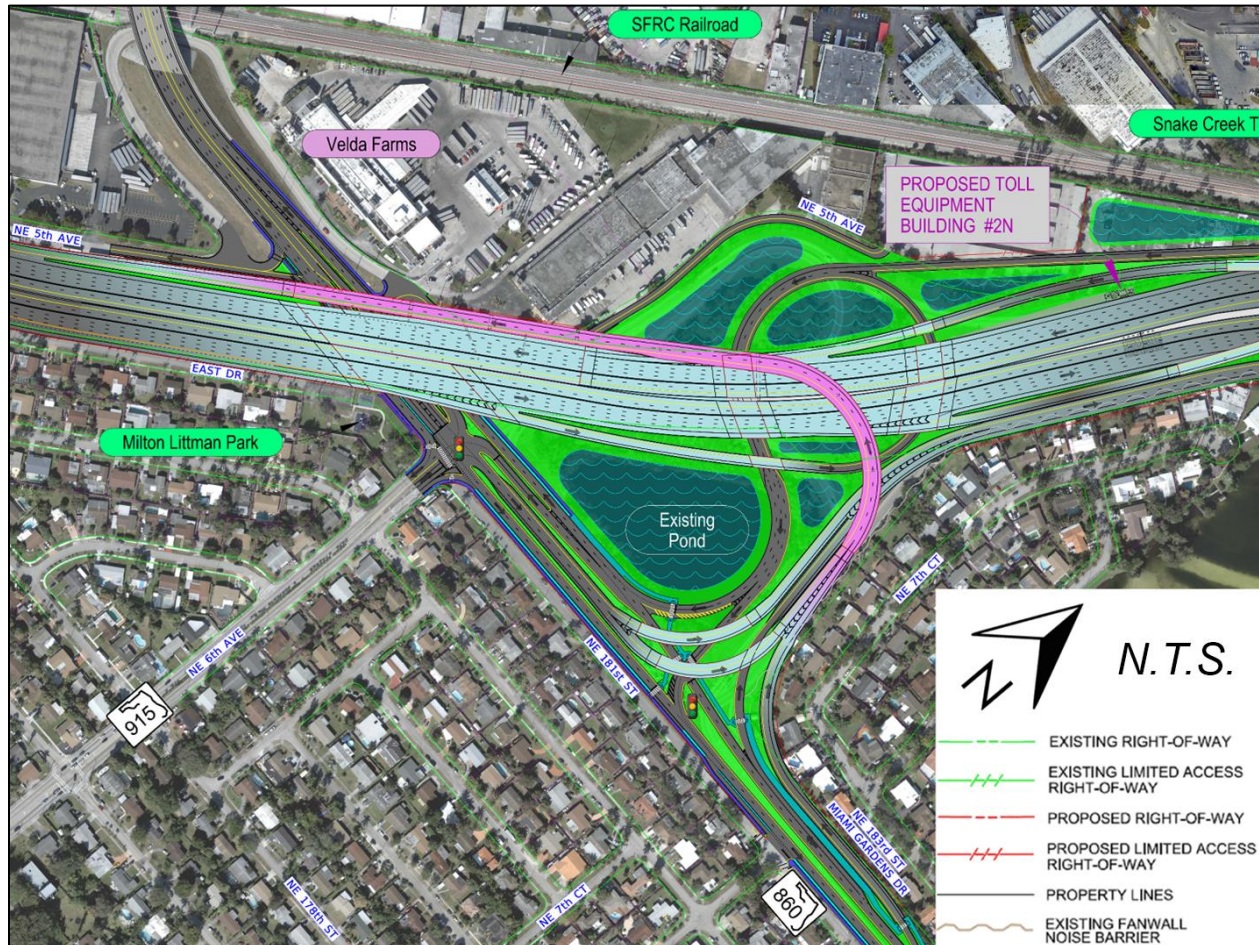 SFRC Railroad
Snake Creek T
Velda Farms
PROPOSED TOLL
EQUIPMENT
BUILDING #2N
NE 5th AVE
NE 5th AVE
EAST DR
Milton Littman Park
Existing
Pond
NE 7th CT
NE 6th AVE
NE 181st ST
915
NE 183rd ST
MIAMI GARDENS DR
860
NE 178th ST
NE 7th CT
N
N.T.S.
EXISTING RIGHT-OF-WAY
EXISTING LIMITED ACCESS
RIGHT-OF-WAY
PROPOSED RIGHT-OF-WAY
PROPOSED LIMITED ACCESS
RIGHT-OF-WAY
PROPERTY LINES
EXISTING FANWALL
NOISE BARRIER